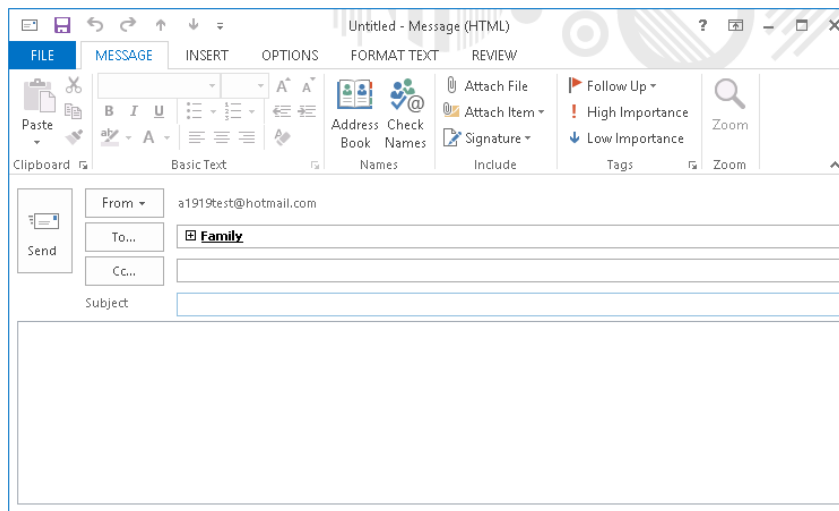 Untitled - Message (HTML)
?
FILE MESSAGE INSERT OPTIONS FORMAT TEXT REVIEW
Paste
B I U
A A
aby A
Address Book
Check Names
Attach File
Attach Item
Signature
Follow Up
! High Importance
Low Importance
Zoom
Clipboard Basic Text Names Include Tags Zoom
Send
From a1919test@hotmail.com
To... Family
Cc...
Subject